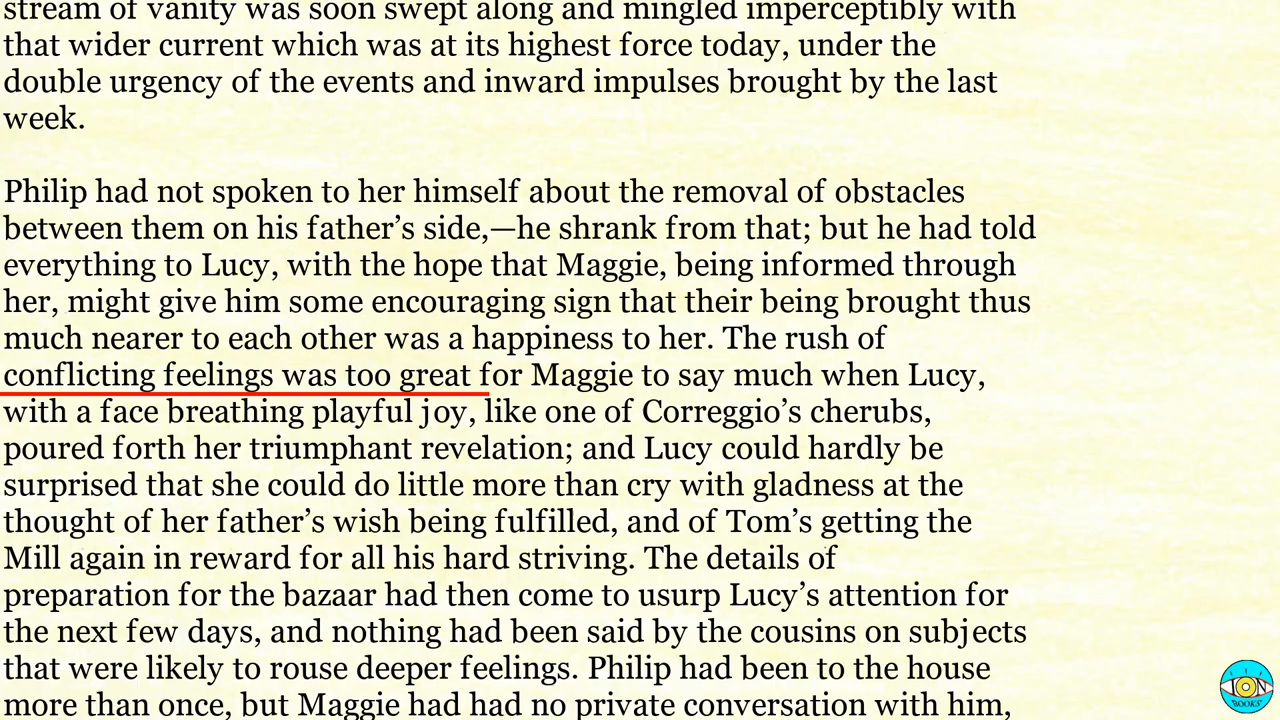 stream of vanity was soon swept along and mingled imperceptibly with
that wider current which was at its highest force today, under the
double urgency of the events and inward impulses brought by the last
week.
Philip had not spoken to her himself about the removal of obstacles
between them on his father’s side,—he shrank from that; but he had told
everything to Lucy, with the hope that Maggie, being informed through
her, might give him some encouraging sign that their being brought thus
much nearer to each other was a happiness to her. The rush of
conflicting feelings was too great for Maggie to say much when Lucy,
with a face breathing playful joy, like one of Correggio’s cherubs,
poured forth her triumphant revelation; and Lucy could hardly be
surprised that she could do little more than cry with gladness at the
thought of her father’s wish being fulfilled, and of Tom’s getting the
Mill again in reward for all his hard striving. The details of
preparation for the bazaar had then come to usurp Lucy’s attention for
the next few days, and nothing had been said by the cousins on subjects
that were likely to rouse deeper feelings. Philip had been to the house
more than once, but Maggie had had no private conversation with him,
ION
BOOKS